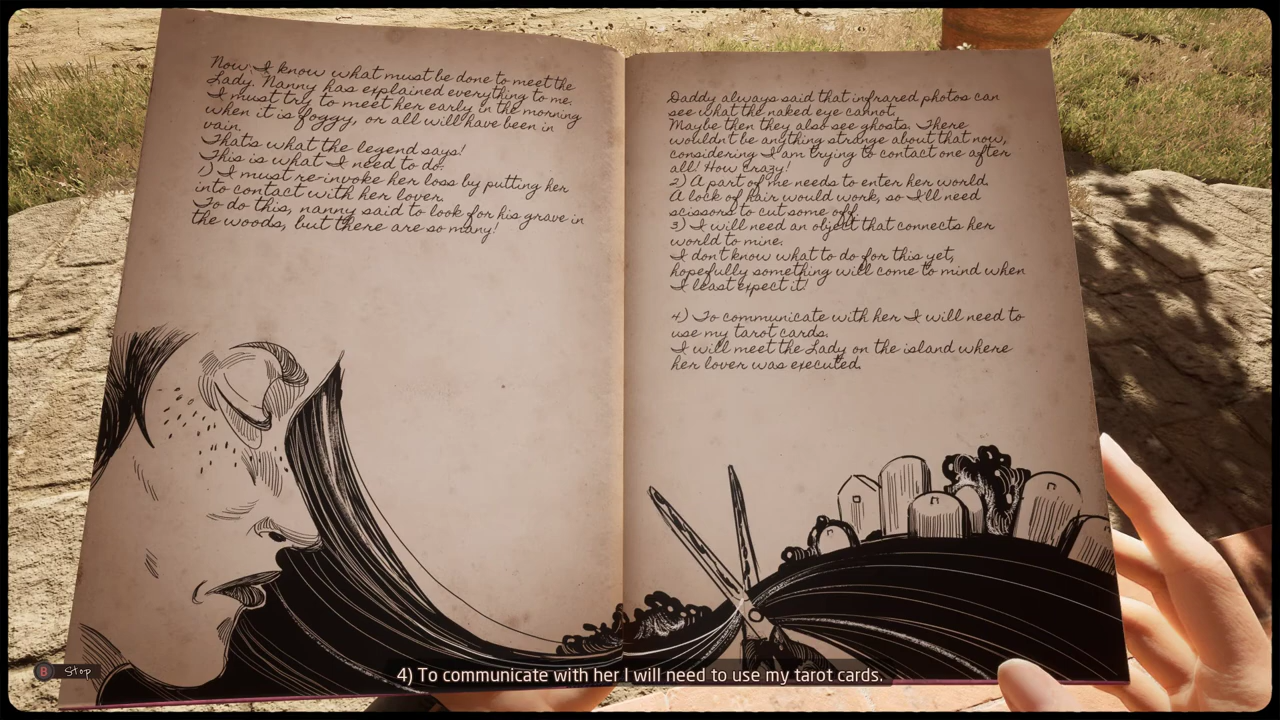 Now I know what must be done to meet the
Lady. Nanny has explained everything to me.
I must try to meet her early in the morning
when it is foggy, or all will have been in
vain.
That's what the legend says!
This is what I need to do:
1) I must re-invoke her loss by putting her
into contact with her lover.
To do this, nanny said to look for his grave in
the woods, but there are so many!
Daddy always said that infrared photos can
see what the naked eye cannot.
Maybe then they also see ghosts. There
wouldn't be anything strange about that now,
considering I am trying to contact one after
all! How crazy!
2) A part of me needs to enter her world.
A lock of hair would work, so I'll need
scissors to cut some off.
3) I will need an object that connects her
world to mine.
I don't know what to do for this yet,
hopefully something will come to mind when
I least expect it!
4) To communicate with her I will need to
use my tarot cards.
I will meet the Lady on the island where
her lover was executed.
B Stop
4) To communicate with her I will need to use my tarot cards.